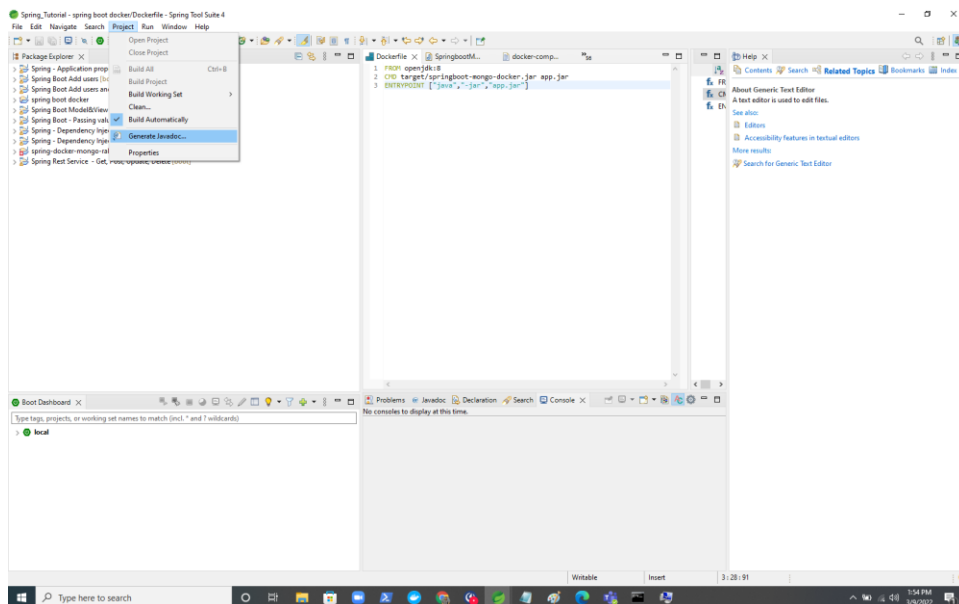 Spring_Tutorial - spring boot docker/Dockerfile - Spring Tool Suite 4
File Edit Navigate Search Project Run Window Help
Open Project
Close Project
Build All Ctrl+B
Build Project
Build Working Set
Clean...
Build Automatically
Generate Javadoc...
Properties
Package Explorer
Spring - Application prop
Spring Boot Add users
Spring Boot Add users an
spring boot docker
Spring Boot Model&View
Spring Boot - Passing valu
Spring - Dependency Inje
Spring - Dependency Inje
spring-docker-mongo-ral
Spring Rest Service - Get, Post, Update, Delete
Dockerfile SpringbootM... docker-comp...
1 FROM openjdk:8
2 CMD target/springboot-mongo-docker.jar app.jar
3 ENTRYPOINT ["java","-jar","app.jar"]
FR
EN
Help
Contents Search Related Topics Bookmarks Index
About Generic Text Editor
A text editor is used to edit files.
See also:
Editors
Accessibility features in textual editors
More results:
Search for Generic Text Editor
Boot Dashboard
Type tags, projects, or working set names to match (incl. * and ? wildcards)
local
Problems Javadoc Declaration Search Console
No consoles to display at this time.
Writable Insert 3:28:91
Type here to search
1:54 PM
3/9/2022